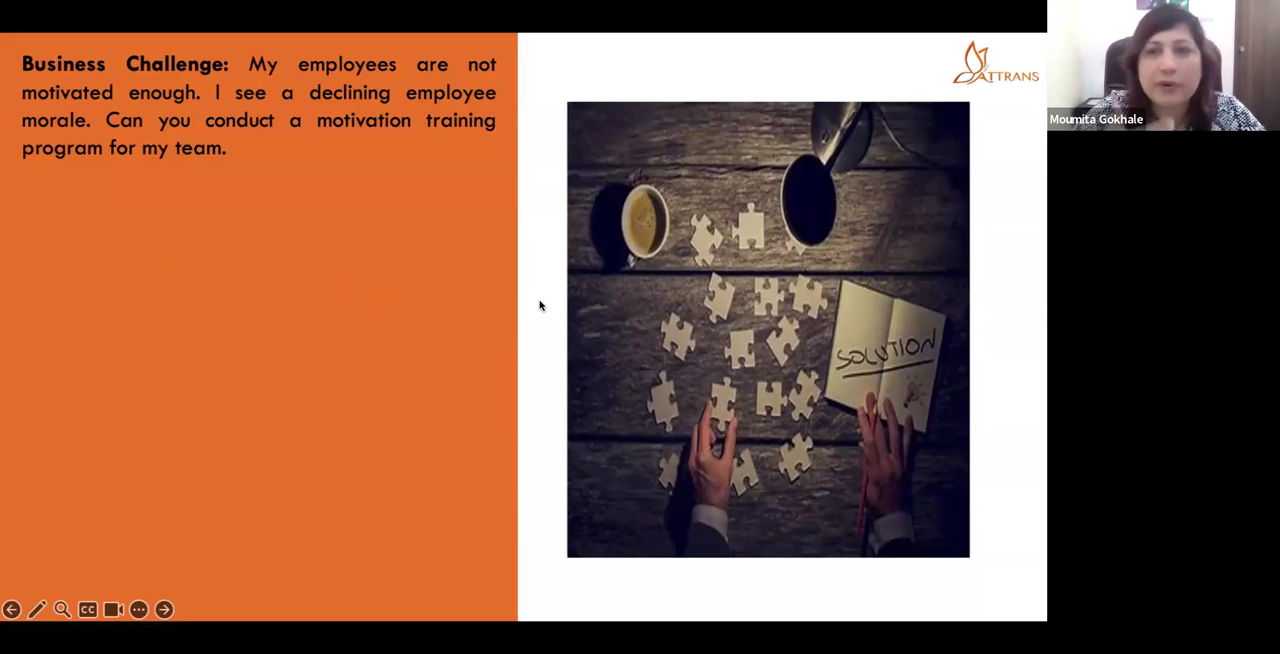 Business Challenge: My employees are not
motivated enough. I see a declining employee
morale. Can you conduct a motivation training
program for my team.
ATTRANS
Moumita Gokhale
SOLUTION
CC